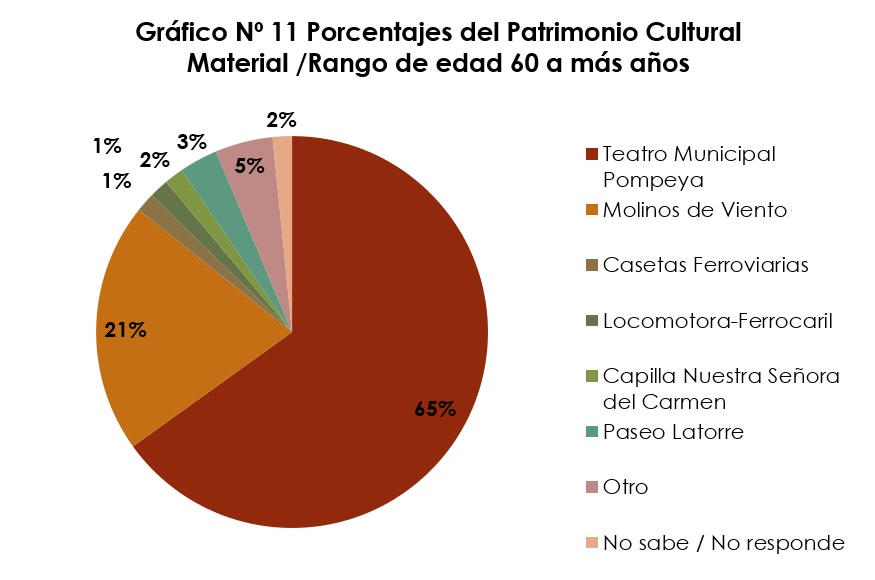 Gráfico Nº 11 Porcentajes del Patrimonio Cultural
Material /Rango de edad 60 a más años
2%
3%
1%
2%
5%
1%
21%
65%
Teatro Municipal
Pompeya
Molinos de Viento
Casetas Ferroviarias
Locomotora-Ferrocaril
Capilla Nuestra Señora
del Carmen
Paseo Latorre
Otro
No sabe / No responde